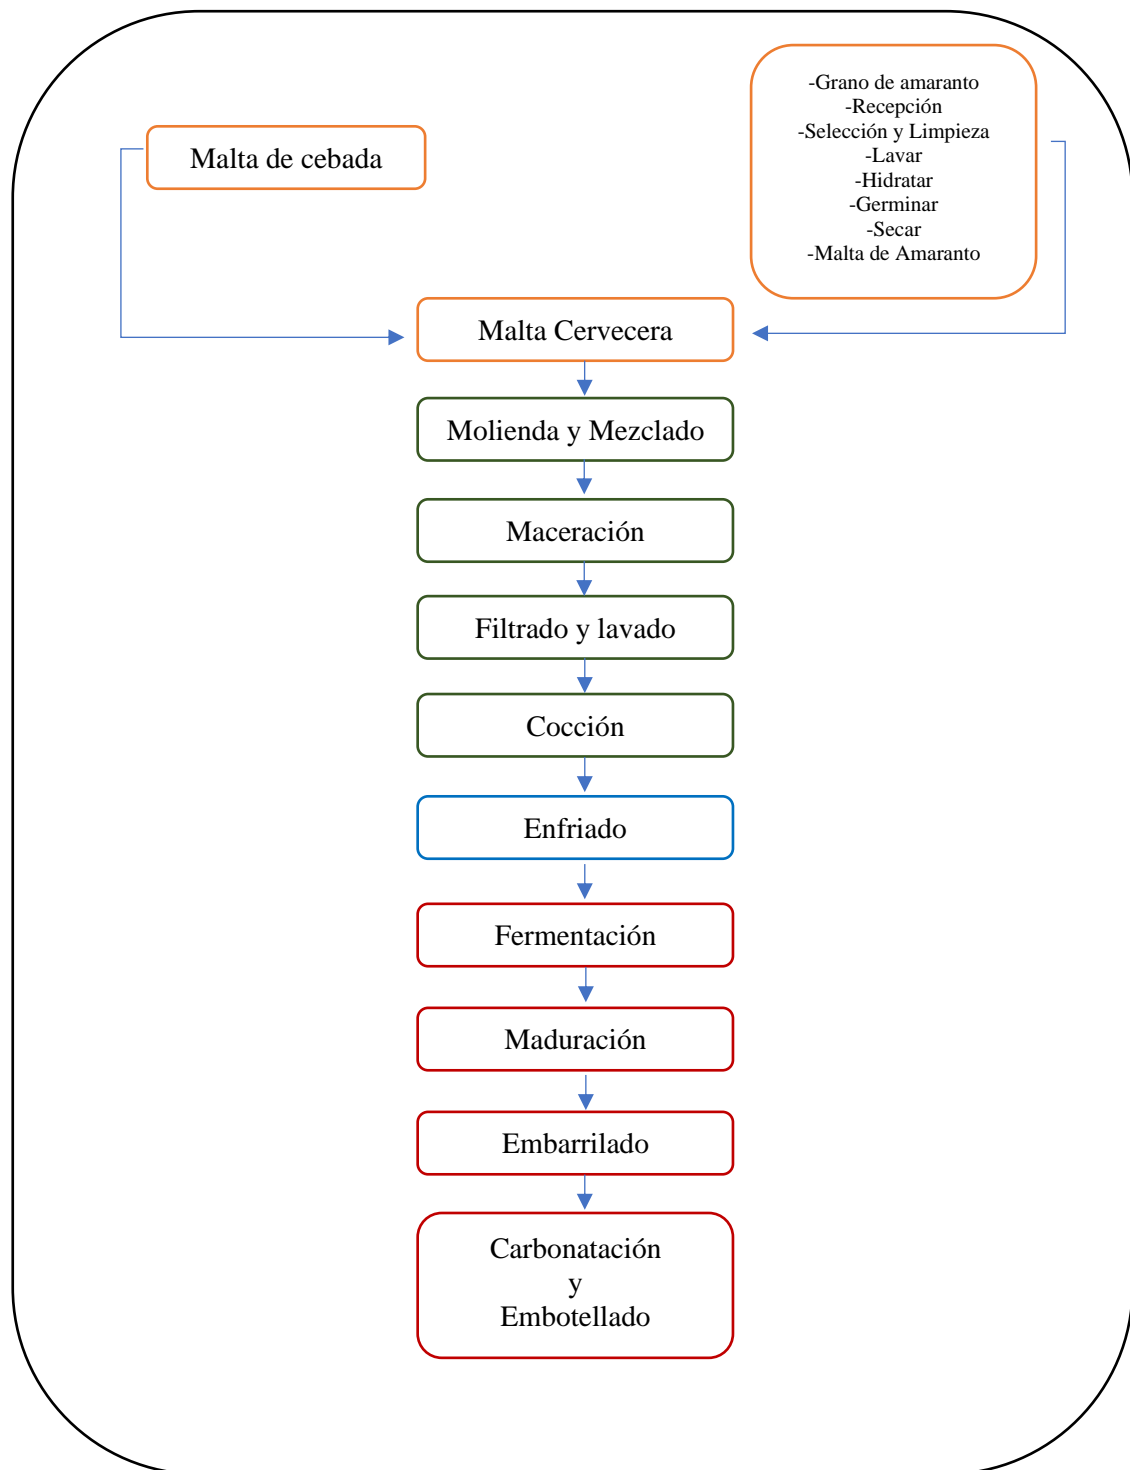 Malta de cebada
-Grano de amaranto
-Recepción
-Selección y Limpieza
-Lavar
-Hidratar
-Germinar
-Secar
-Malta de Amaranto
Malta Cervecera
Molienda y Mezclado
Maceración
Filtrado y lavado
Cocción
Enfriado
Fermentación
Maduración
Embarrilado
Carbonatación
y
Embotellado